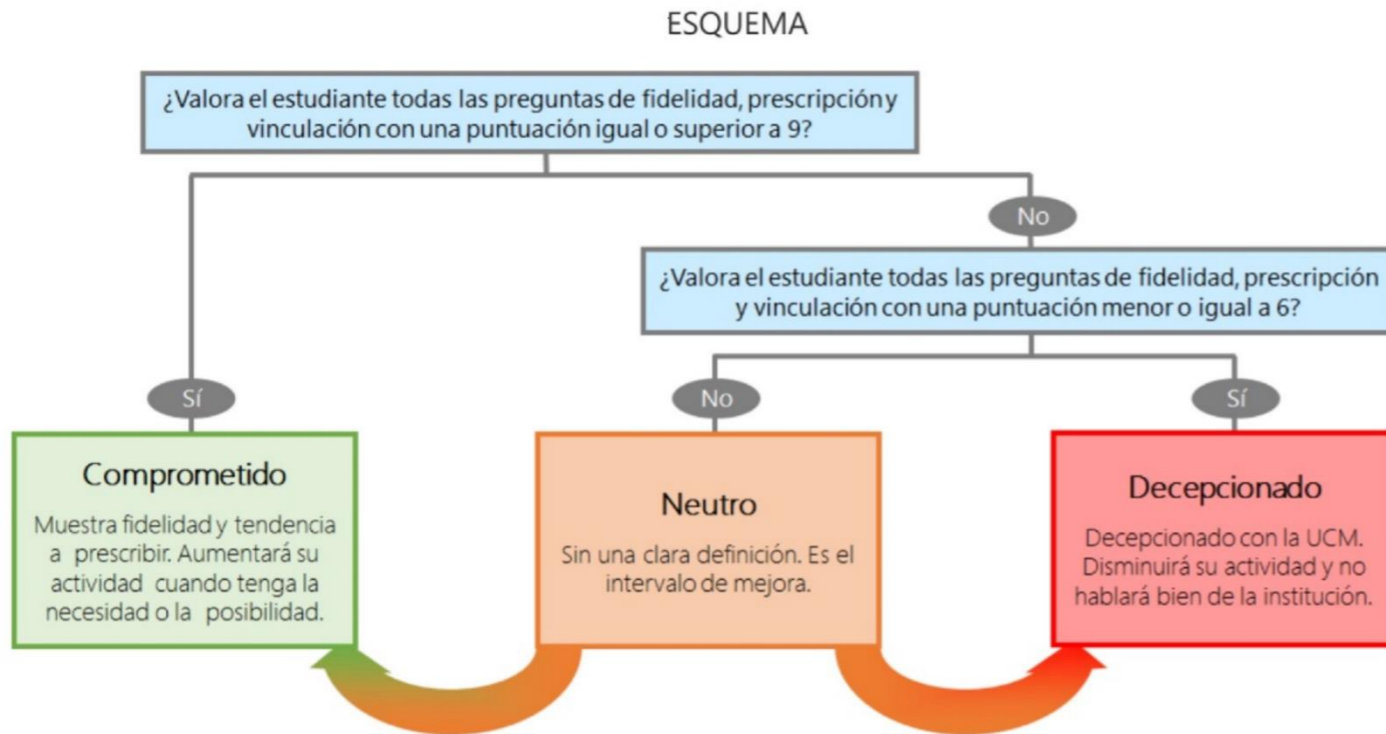 ESQUEMA
¿Valora el estudiante todas las preguntas de fidelidad, prescripción y
vinculación con una puntuación igual o superior a 9?
No
¿Valora el estudiante todas las preguntas de fidelidad, prescripción
y vinculación con una puntuación menor o igual a 6?
Sí
No
Sí
Comprometido
Muestra fidelidad y tendencia
a prescribir. Aumentará su
actividad cuando tenga la
necesidad o la posibilidad.
Neutro
Sin una clara definición. Es el
intervalo de mejora.
Decepcionado
Decepcionado con la UCM.
Disminuirá su actividad y no
hablará bien de la institución.